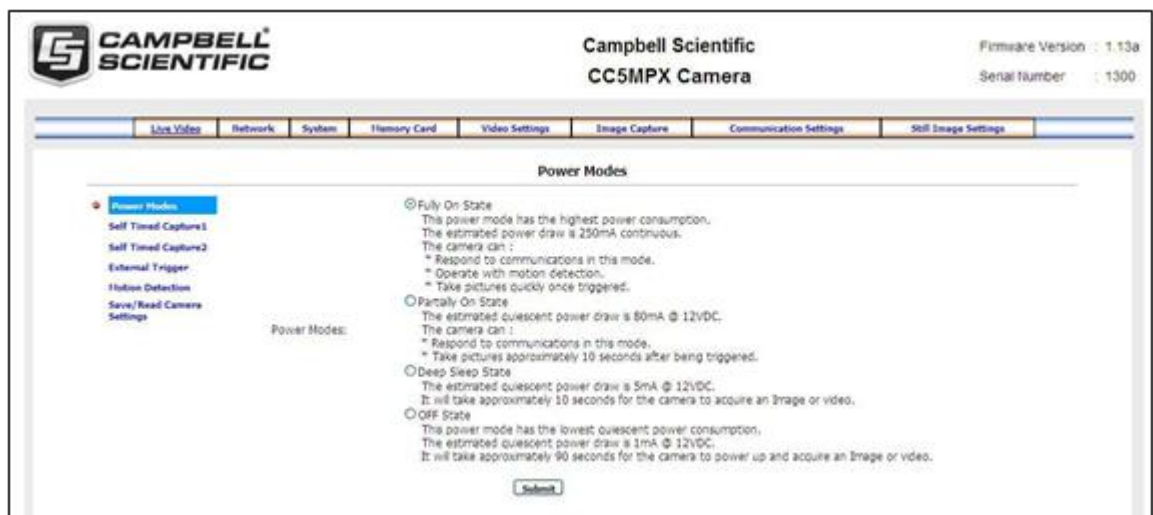 CAMPBELL
SCIENTIFIC
Campbell Scientific
CC5MPX Camera
Firmware Version : 1.13a
Serial Number : 1300
Live Video Network System Memory Card Video Settings Image Capture Communication Settings Still Image Settings
Power Modes
Power Modes
Self Timed Capture1
Self Timed Capture2
External Trigger
Motion Detection
Save/Read Camera
Settings
Power Modes:
Fully On State
This power mode has the highest power consumption.
The estimated power draw is 250mA continuous.
The camera can :
* Respond to communications in this mode.
* Operate with motion detection.
* Take pictures quickly once triggered.
Partially On State
The estimated quiescent power draw is 80mA @ 12VDC.
The camera can :
* Respond to communications in this mode.
* Take pictures approximately 10 seconds after being triggered.
Deep Sleep State
The estimated quiescent power draw is 5mA @ 12VDC.
It will take approximately 10 seconds for the camera to acquire an Image or video.
OFF State
This power mode has the lowest quiescent power consumption.
The estimated quiescent power draw is 1mA @ 12VDC.
It will take approximately 90 seconds for the camera to power up and acquire an Image or video.
Submit